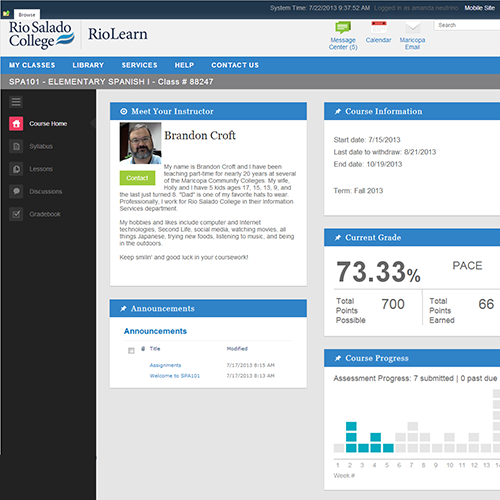 System Time: 7/22/2013 9:37:52 AM Logged in as amanda Mobile Site
Browse
Rio Salado College
RioLearn
Message Center (5)
Calendar
Maricopa Email
Search
MY CLASSES LIBRARY SERVICES HELP CONTACT US
SPA101 - ELEMENTARY SPANISH I - Class # 88247
Course Home
Syllabus
Lessons
Discussions
Gradebook
Meet Your Instructor
Brandon Croft
Contact
My name is Brandon Croft and I have been
teaching part-time for nearly 20 years at several
of the Maricopa Community Colleges. My wife,
Holly and I have 5 kids ages 17, 15, 13, 9, and
the last just turned 8. "Dad" is one of my favorite hats to wear.
Professionally, I work for Rio Salado College in their Information
Services department.
My hobbies and likes include computer and Internet
technologies, Second Life, social media, watching movies, all
things Japanese, trying new foods, listening to music, and being
in the outdoors.
Keep smilin' and good luck in your coursework!
Announcements
Announcements
Title Modified
Assignments 7/17/2013 8:15 AM
Welcome to SPA101 7/17/2013 8:13 AM
Course Information
Start date: 7/15/2013
Last date to withdraw: 8/21/2013
End date: 10/19/2013
Term: Fall 2013
Current Grade
73.33% PACE
Total Points Possible 700
Total Points Earned 66
Course Progress
Assessment Progress: 7 submitted | 0 past due
1 2 3 4 5 6 7 8 9 10 11 12 13 14
Week #